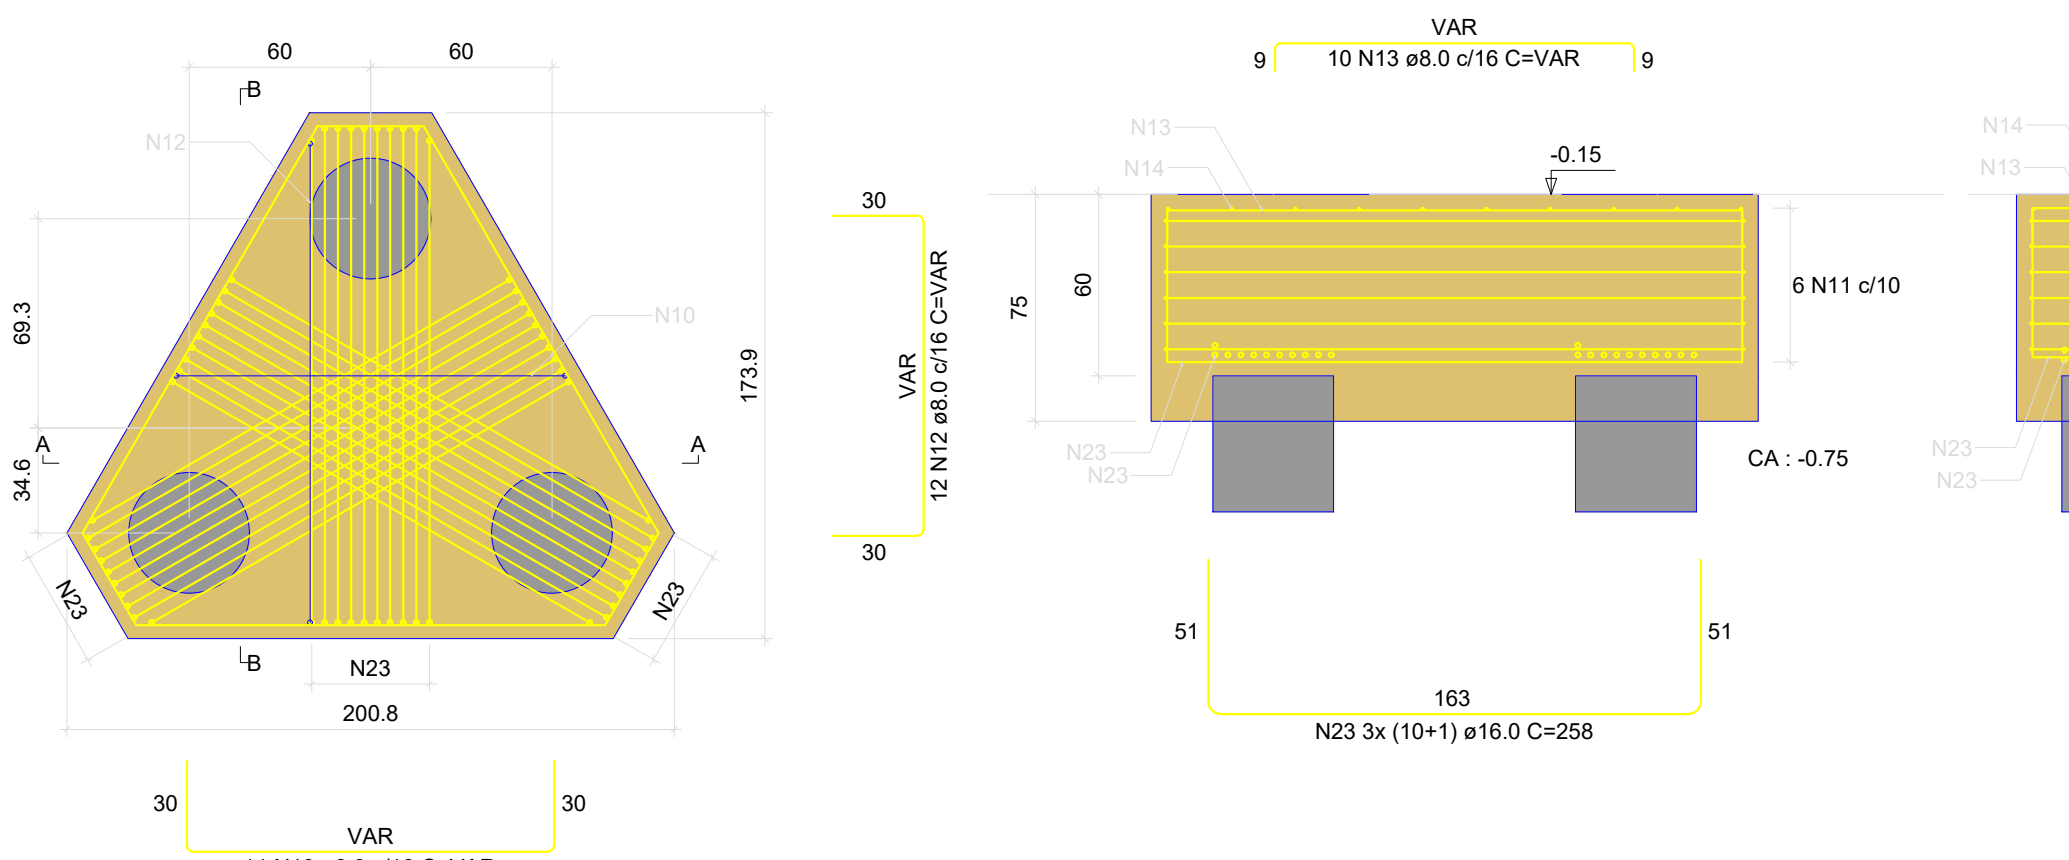 60
60
B
N12
N10
69.3
34.6
173.9
A
A
N23
N23
B
N23
200.8
30
30
VAR
30
VAR
12 N12 ø8.0 c/16 C=VAR
30
VAR
9
10 N13 ø8.0 c/16 C=VAR
9
N13
N14
-0.15
75
60
6 N11 c/10
N23
N23
CA : -0.75
51
51
163
N23 3x (10+1) ø16.0 C=258
N14
N13
N23
N23